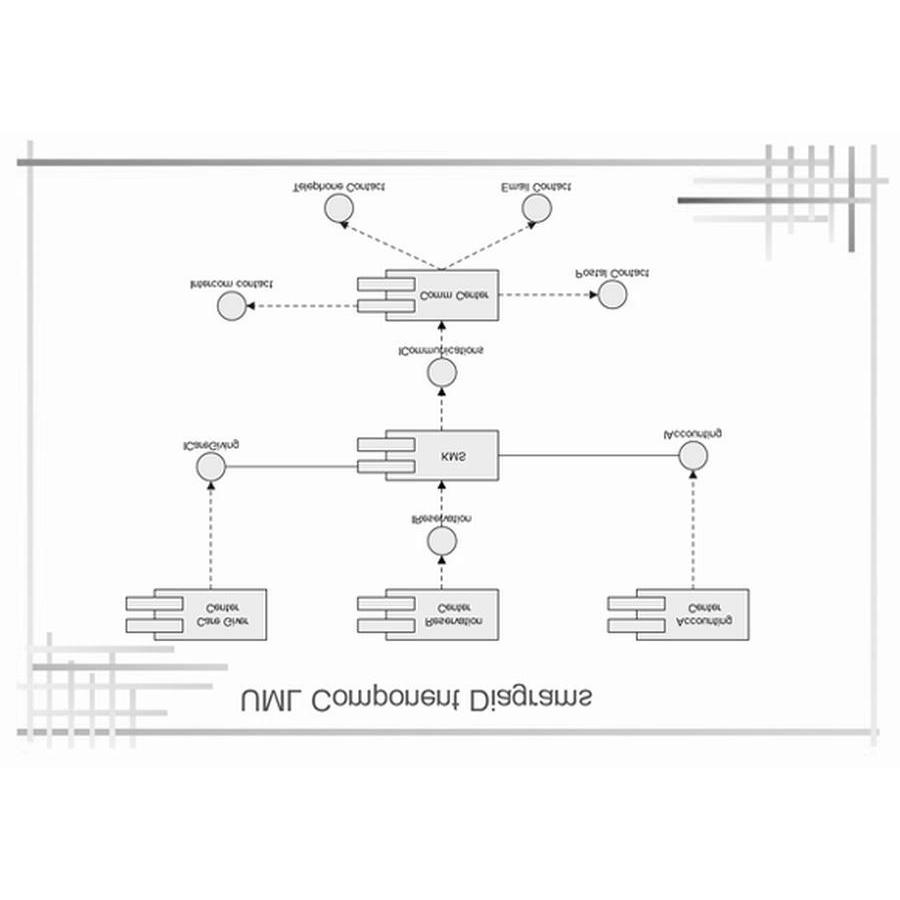 UML Component Diagrams
Care Giver
Center
Reservation
Center
Accounting
Center
ICareGiving
IReservation
IAccounting
KMS
ICommunications
Intercom contact
Comm Center
Postal Contact
Telephone Contact
Email Contact